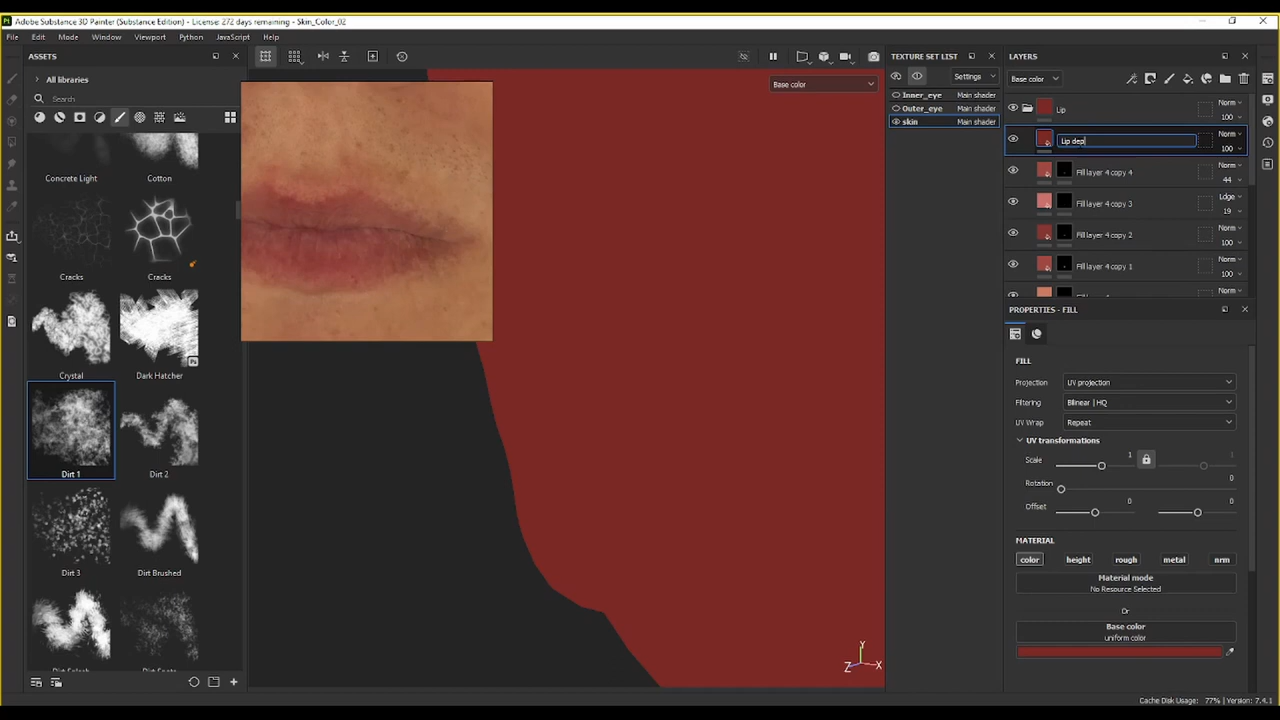 Adobe Substance 3D Painter (Substance Edition) - License: 272 days remaining - Skin_Color_02
File Edit Mode Window Viewport Python JavaScript Help
ASSETS
All libraries
Search
Concrete Light Cotton
Cracks Cracks
Crystal Dark Hatcher
Dirt 1 Dirt 2
Dirt 3 Dirt Brushed
Base color
TEXTURE SET LIST
Settings
Inner_eye Main shader
Outer_eye Main shader
skin Main shader
LAYERS
Base color
Lip Norm 100
Lip dep Norm 100
Fill layer 4 copy 4 Norm 44
Fill layer 4 copy 3 Ldge 19
Fill layer 4 copy 2 Norm 100
Fill layer 4 copy 1 Norm 100
Norm
PROPERTIES - FILL
FILL
Projection UV projection
Filtering Bilinear | HQ
UV Wrap Repeat
UV transformations
Scale 1 1
Rotation 0
Offset 0 0
MATERIAL
color height rough metal nrm
Material mode
No Resource Selected
Or
Base color
uniform color
Y
Z X
Cache Disk Usage: 77% | Version: 7.4.1